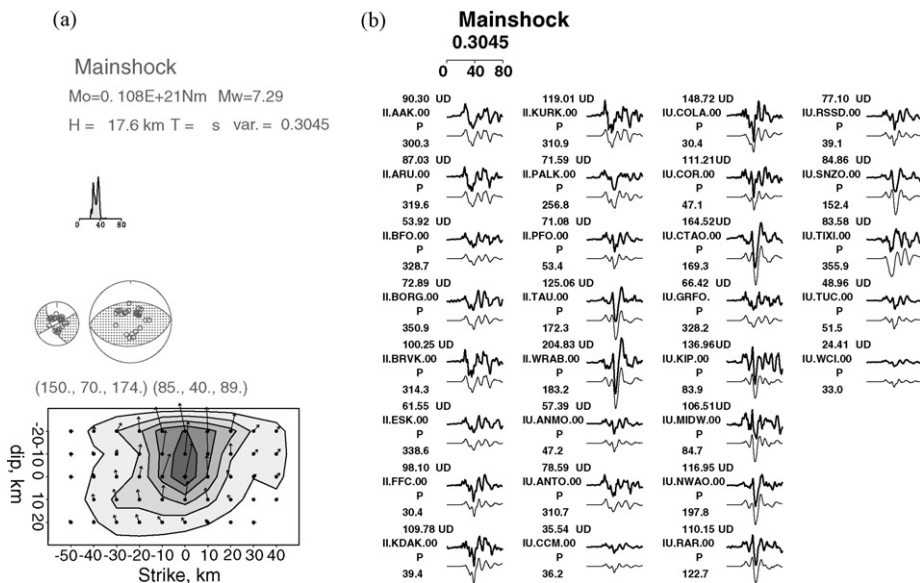 (a)
Mainshock
Mo=0. 108E+21Nm Mw=7.29
H = 17.6 km T = s var. = 0.3045
0 40 80
(150., 70., 174.) (85., 40., 89.)
dip, km
-20
-10
0
10
20
-50 -40 -30 -20 -10 0 10 20 30 40
Strike, km
(b)
Mainshock
0.3045
0 40 80
90.30 UD
II.AAK.00
P
300.3
87.03 UD
II.ARU.00
P
319.6
53.92 UD
II.BFO.00
P
328.7
72.89 UD
II.BORG.00
P
350.9
100.25 UD
II.BRVK.00
P
314.3
61.55 UD
II.ESK.00
P
338.6
98.10 UD
II.FFC.00
P
30.4
109.78 UD
II.KDAK.00
P
39.4
119.01 UD
II.KURK.00
P
310.9
71.59 UD
II.PALK.00
P
256.8
71.08 UD
II.PFO.00
P
53.4
125.06 UD
II.TAU.00
P
172.3
204.83 UD
II.WRAB.00
P
183.2
57.39 UD
IU.ANMO.00
P
47.2
78.59 UD
IU.ANTO.00
P
310.7
35.54 UD
IU.CCM.00
P
36.2
148.72 UD
IU.COLA.00
P
30.4
111.21 UD
IU.COR.00
P
47.1
164.52 UD
IU.CTAO.00
P
169.3
66.42 UD
IU.GRFO.
P
328.2
136.96 UD
IU.KIP.00
P
83.9
106.51 UD
IU.MIDW.00
P
84.7
116.95 UD
IU.NWAO.00
P
197.8
110.15 UD
IU.RAR.00
P
122.7
77.10 UD
IU.RSSD.00
P
39.1
84.86 UD
IU.SNZO.00
P
152.4
83.58 UD
IU.TIXI.00
P
355.9
48.96 UD
IU.TUC.00
P
51.5
24.41 UD
IU.WCI.00
P
33.0